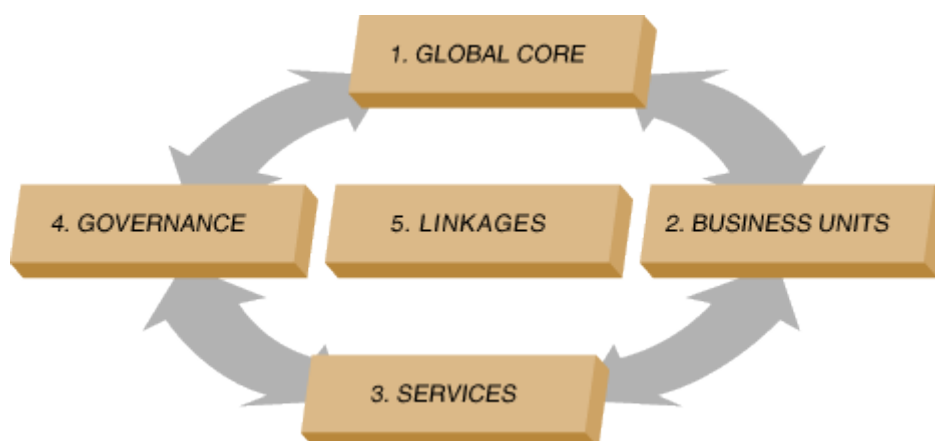 1. GLOBAL CORE
4. GOVERNANCE
5. LINKAGES
2. BUSINESS UNITS
3. SERVICES